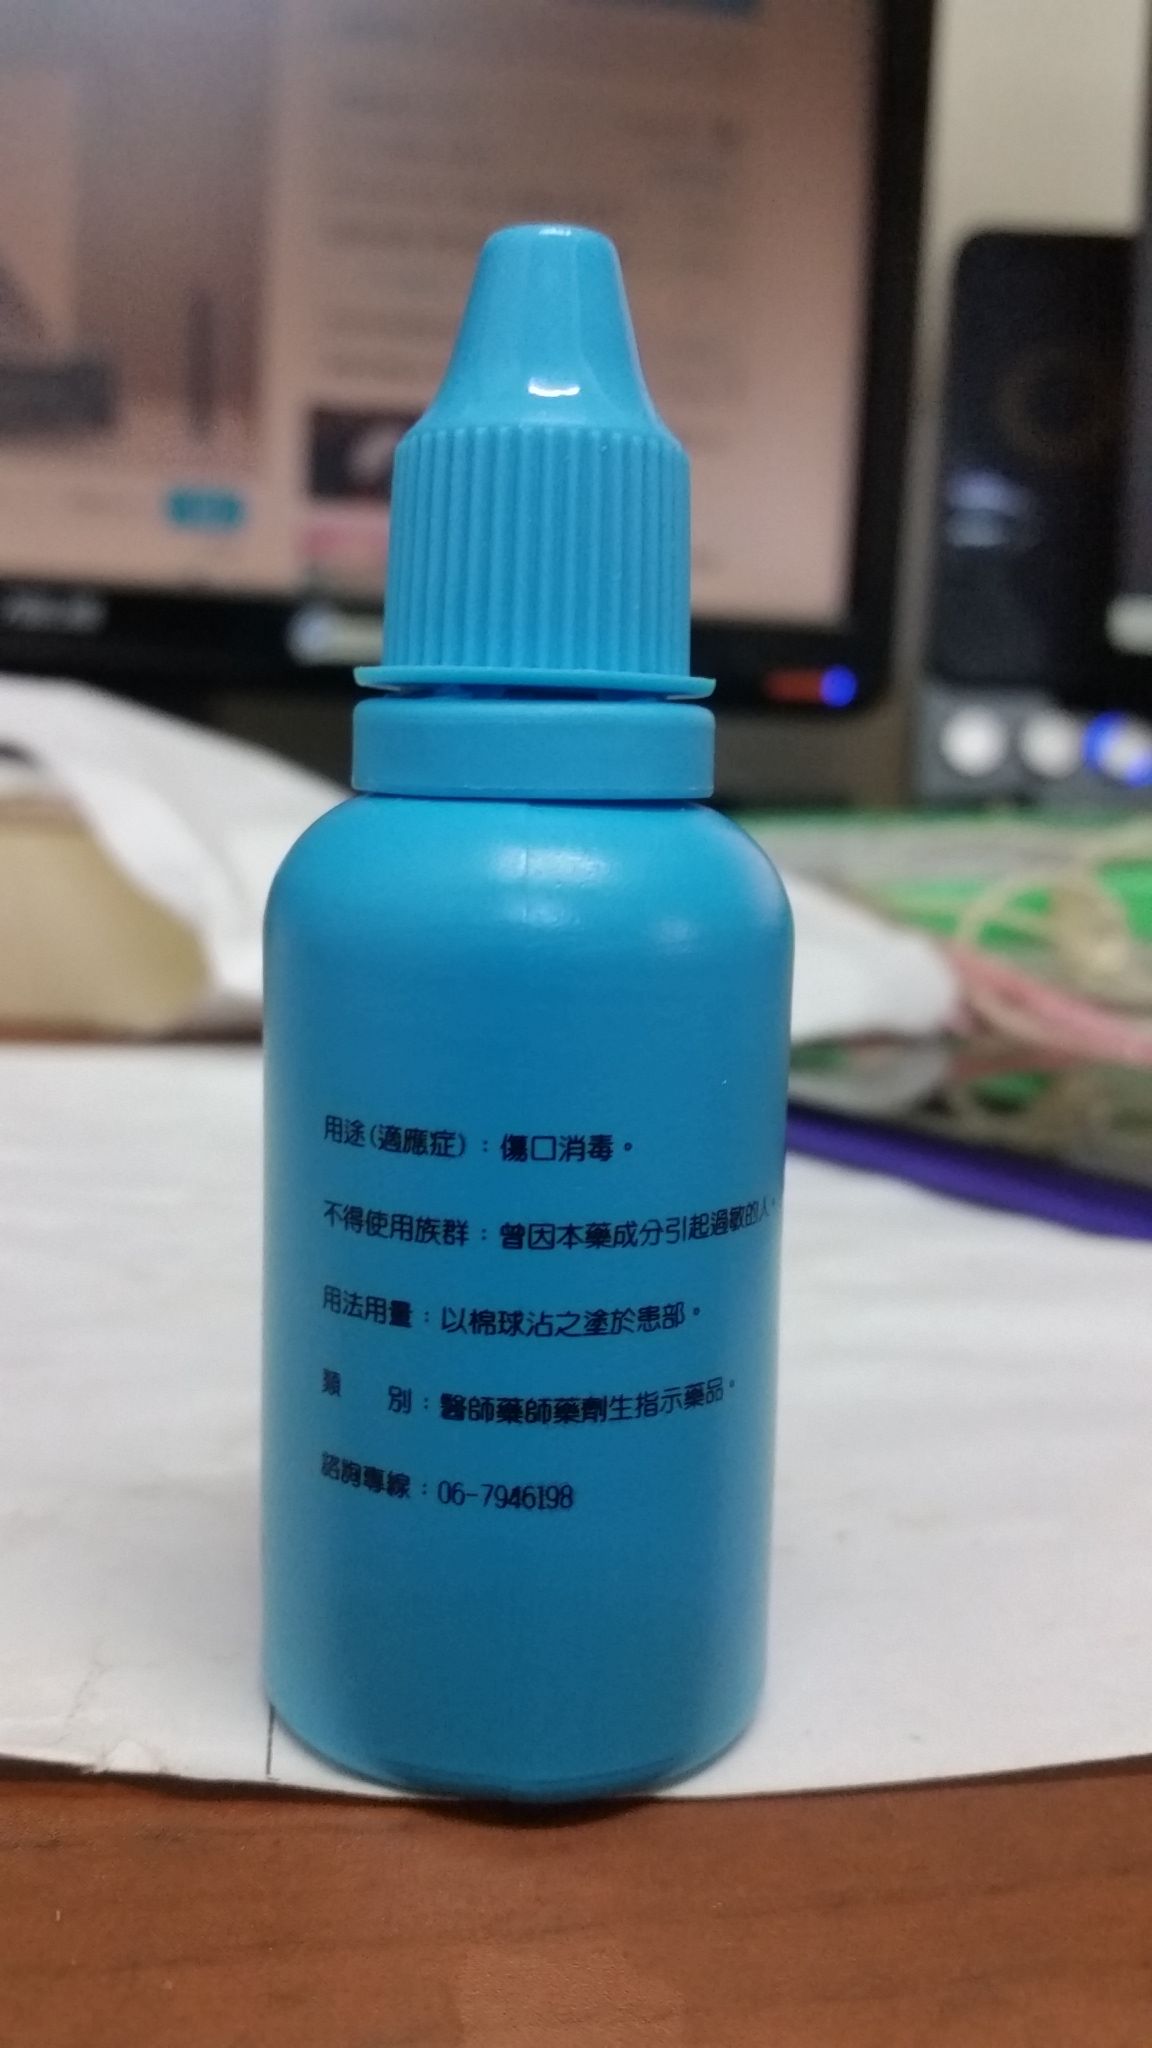 用途(適應症)：傷口消毒。
不得使用族群：曾因本藥成分引起過敏的人。
用法用量：以棉球沾之塗於患部。
類　別：醫師藥師藥劑生指示藥品。
諮詢專線：06-7946198